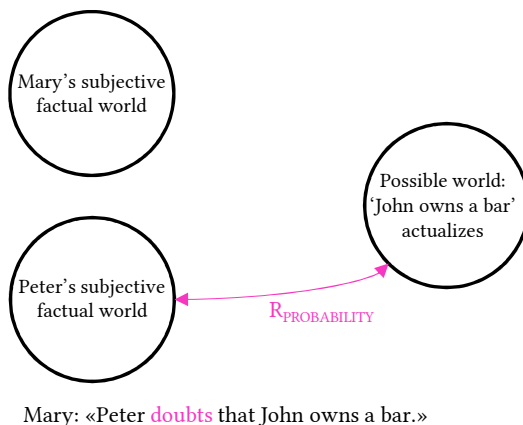 Mary’s subjective
factual world
Possible world:
‘John owns a bar’
actualizes
Peter’s subjective
factual world
R_PROBABILITY
Mary: «Peter doubts that John owns a bar.»